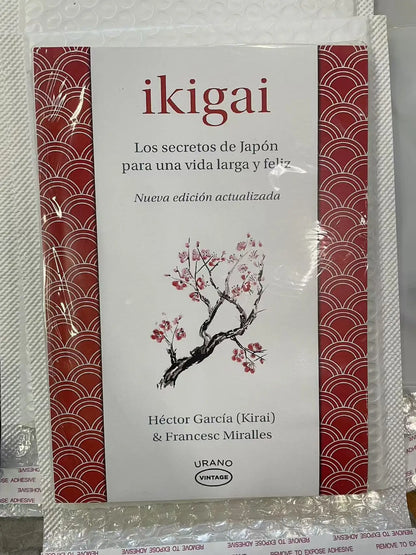 ikigai
Los secretos de Japón
para una vida larga y feliz
Nueva edición actualizada
Héctor García (Kirai)
& Francesc Miralles
URANO
VINTAGE
REMOVE TO EXPOSE ADHESIVE